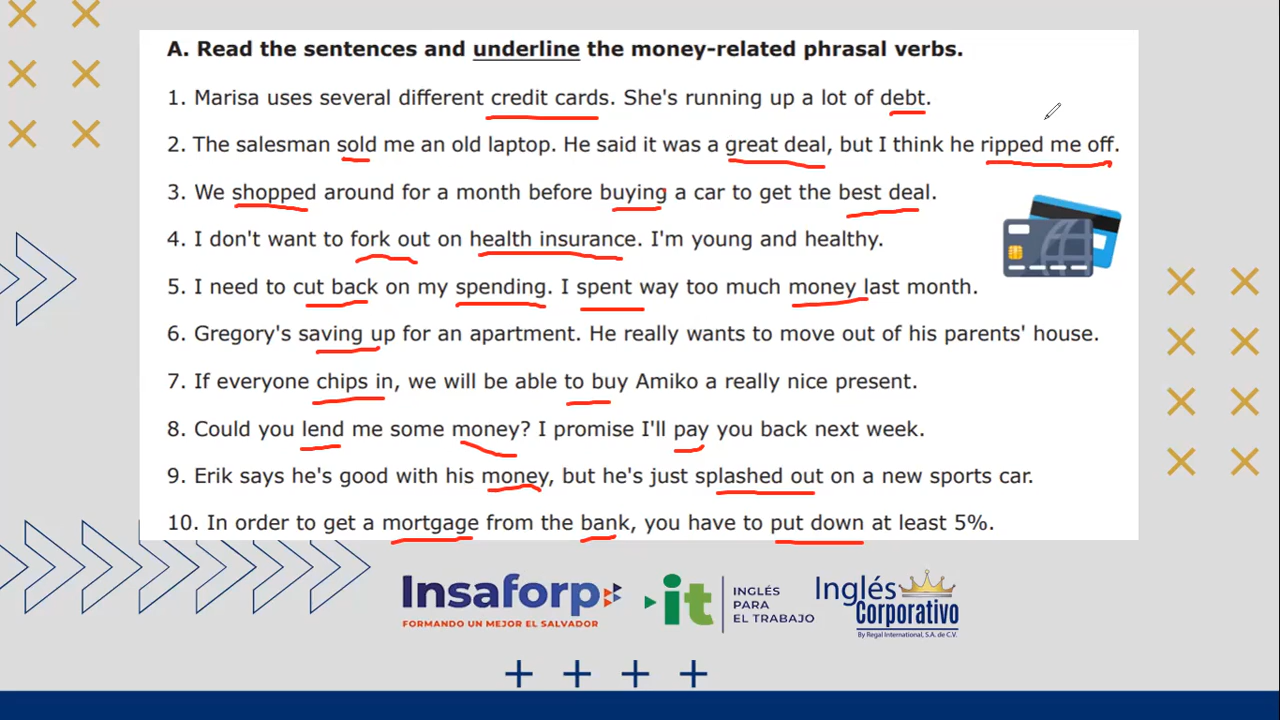 A. Read the sentences and underline the money-related phrasal verbs.
1. Marisa uses several different credit cards. She's running up a lot of debt.
2. The salesman sold me an old laptop. He said it was a great deal, but I think he ripped me off.
3. We shopped around for a month before buying a car to get the best deal.
4. I don't want to fork out on health insurance. I'm young and healthy.
5. I need to cut back on my spending. I spent way too much money last month.
6. Gregory's saving up for an apartment. He really wants to move out of his parents' house.
7. If everyone chips in, we will be able to buy Amiko a really nice present.
8. Could you lend me some money? I promise I'll pay you back next week.
9. Erik says he's good with his money, but he's just splashed out on a new sports car.
10. In order to get a mortgage from the bank, you have to put down at least 5%.
Insaforp
FORMANDO UN MEJOR EL SALVADOR
it
INGLÉS
PARA
EL TRABAJO
Inglés
Corporativo
By Regal International, S.A. de C.V.